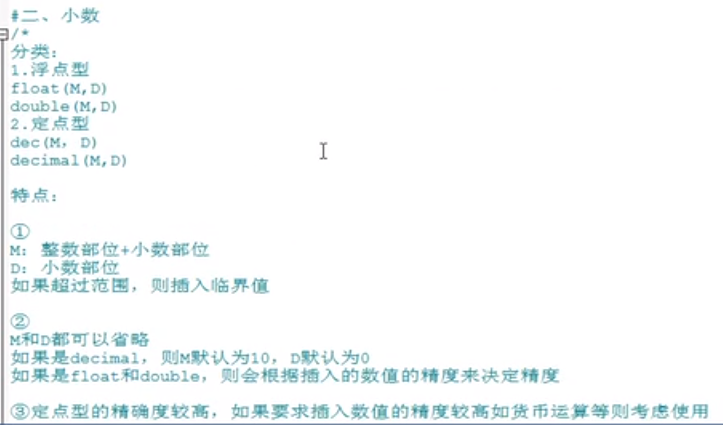 #二、小数
/*
分类：
1.浮点型
float(M,D)
double(M,D)
2.定点型
dec(M, D)
decimal(M,D)
特点：
①
M：整数部位+小数部位
D：小数部位
如果超过范围，则插入临界值
②
M和D都可以省略
如果是decimal，则M默认为10，D默认为0
如果是float和double，则会根据插入的数值的精度来决定精度
③定点型的精确度较高，如果要求插入数值的精度较高如货币运算等则考虑使用